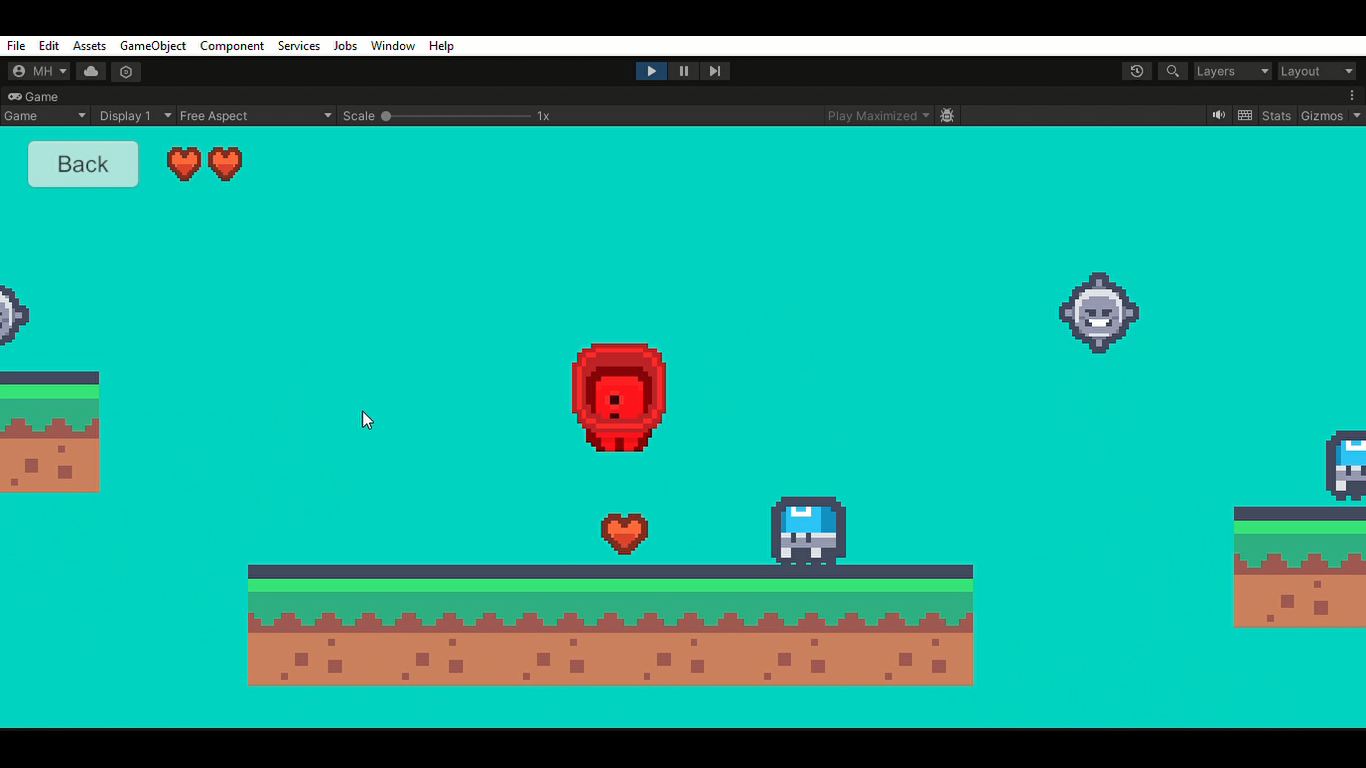 File Edit Assets GameObject Component Services Jobs Window Help
MH Layers Layout
Game
Game Display 1 Free Aspect Scale 1x Play Maximized Stats Gizmos
Back